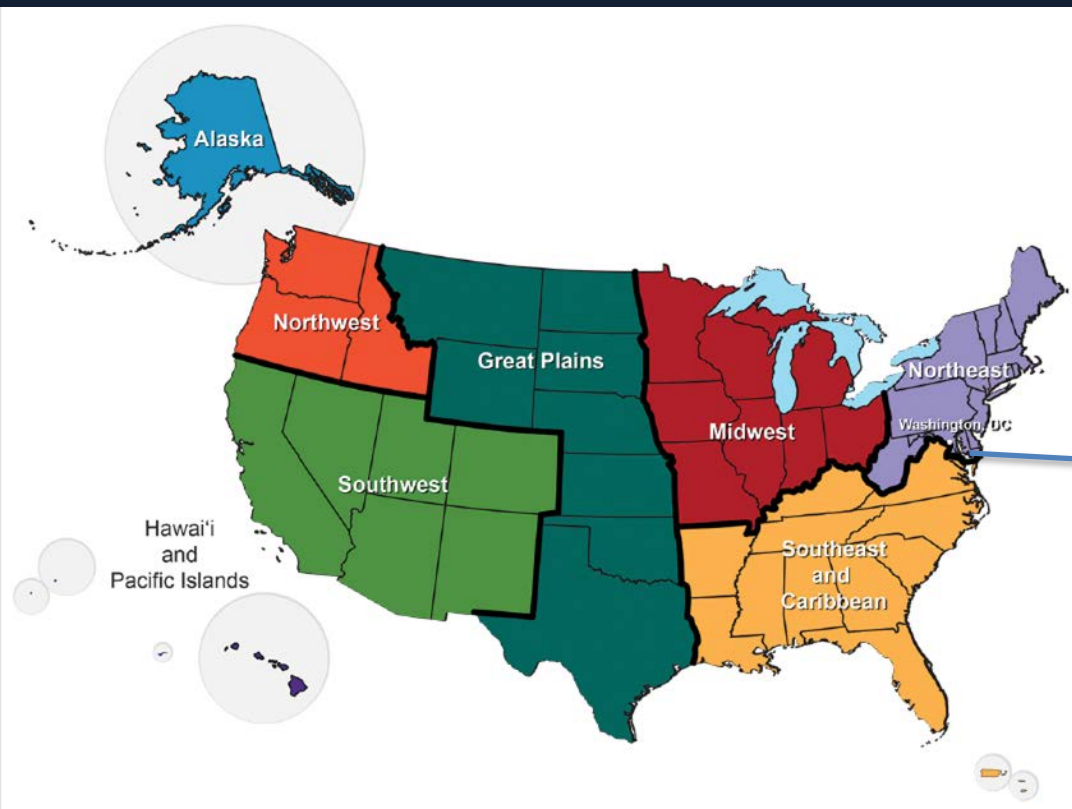 Alaska
Northwest
Great Plains
Northeast
Washington, DC
Midwest
Southwest
Hawai'i
and
Pacific Islands
Southeast
and
Caribbean